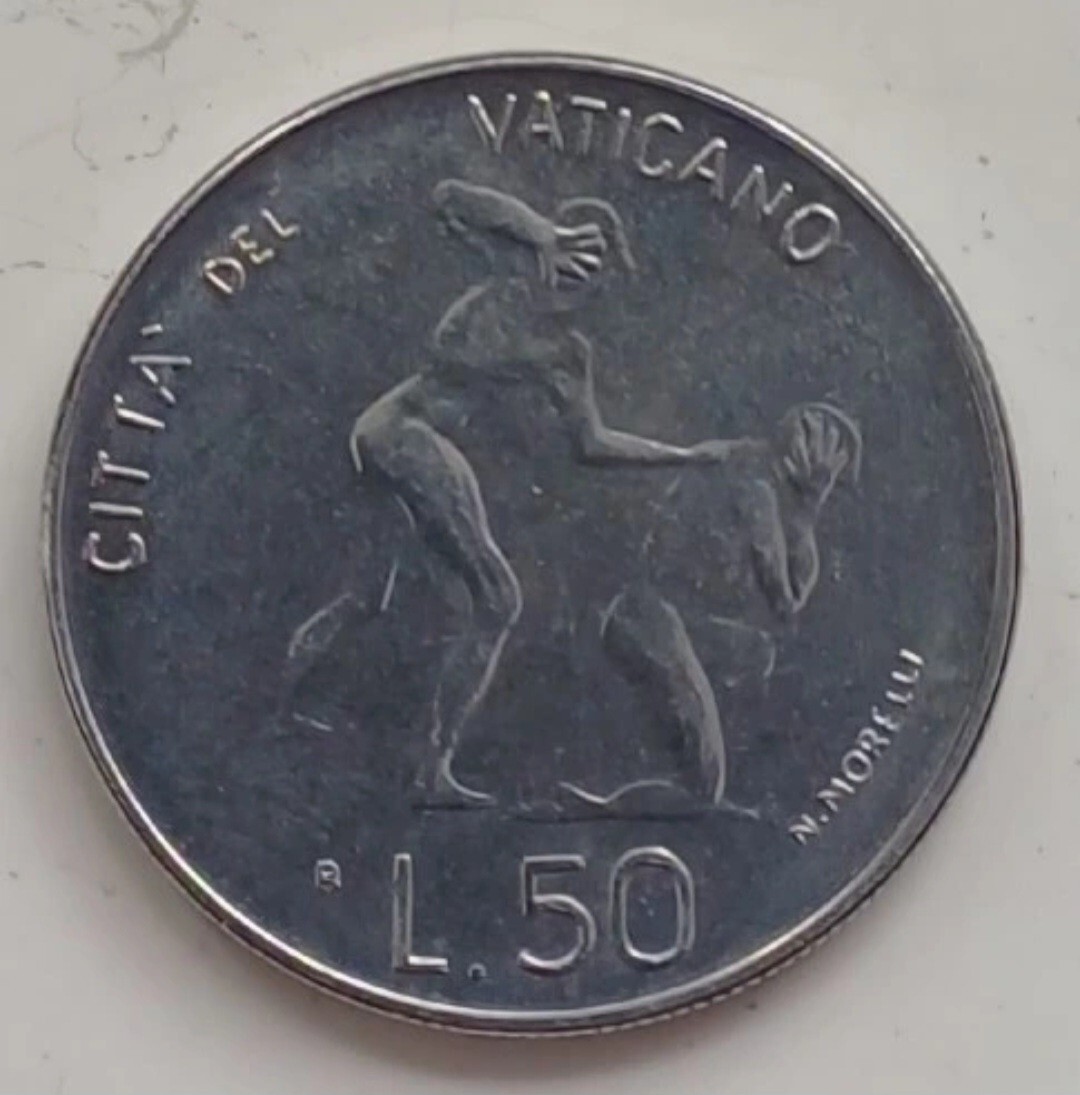 CITTA' DEL VATICANO
N. MORELLI
R
L. 50